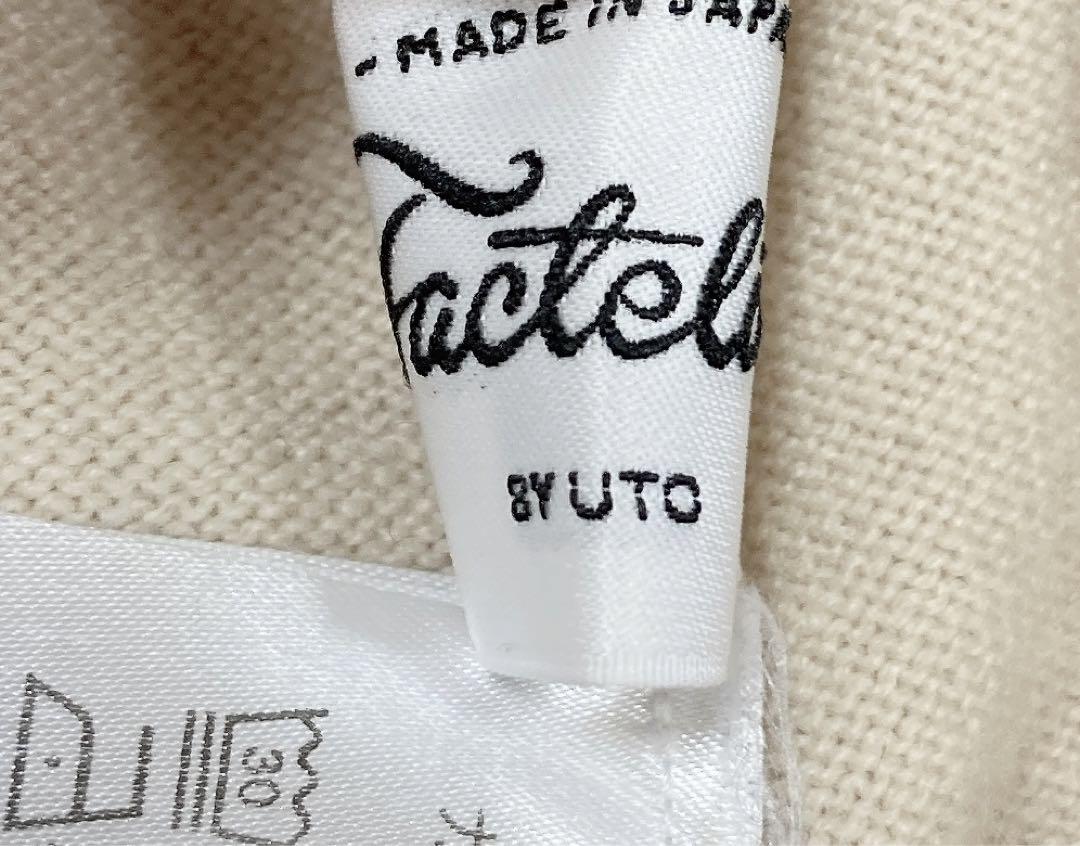 -MADE IN JAPA
Factel
BY UTO
30